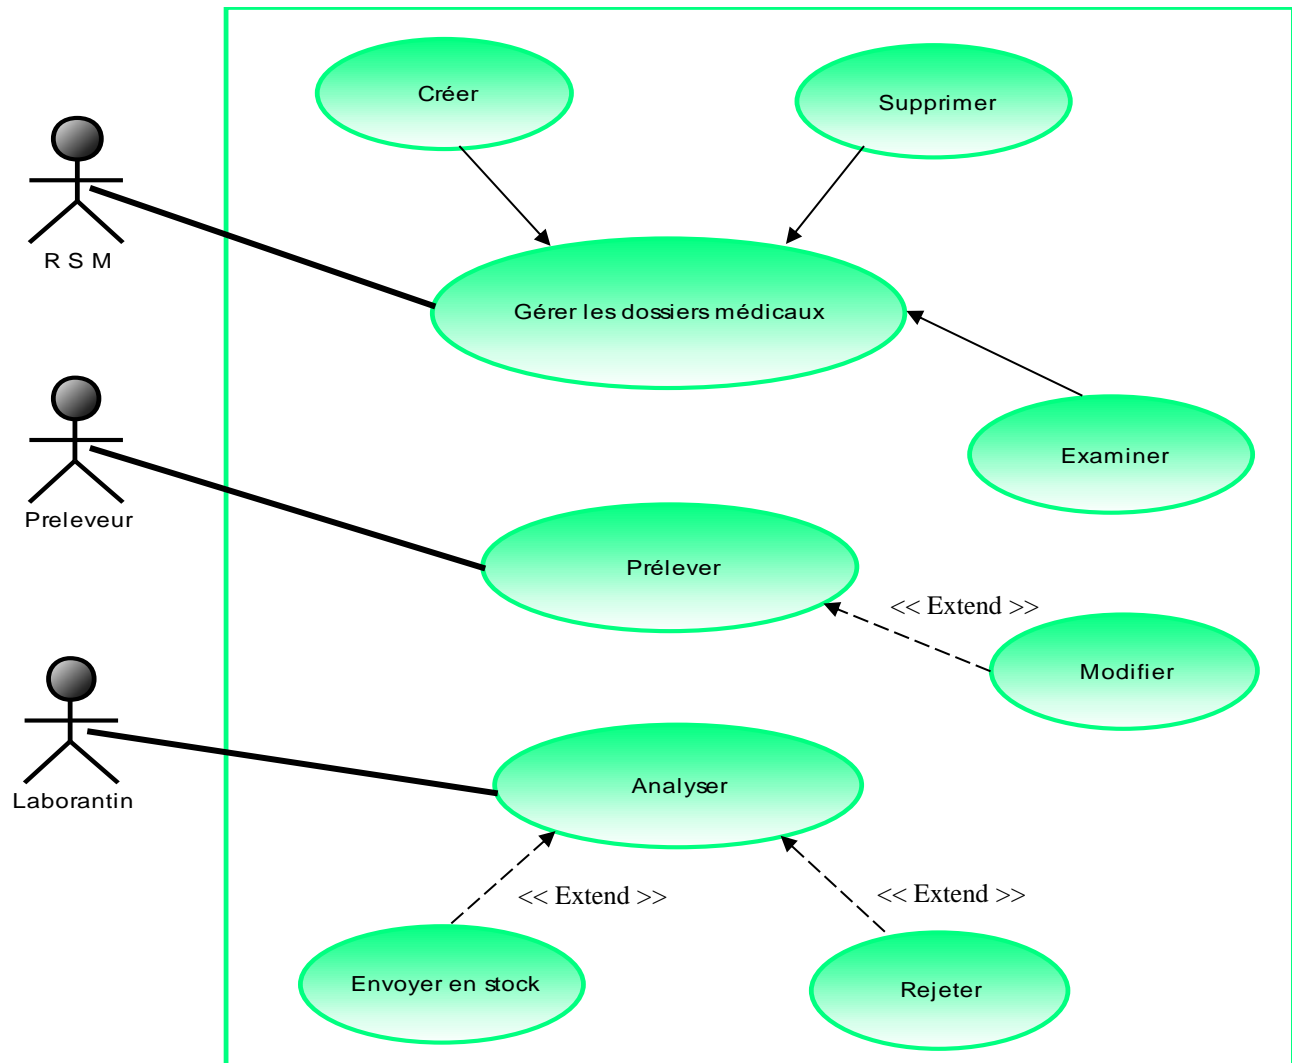 Créer
Supprimer
R S M
Gérer les dossiers médicaux
Examiner
Preleveur
Prélever
<< Extend >>
Modifier
Laborantin
Analyser
<< Extend >>
<< Extend >>
Envoyer en stock
Rejeter